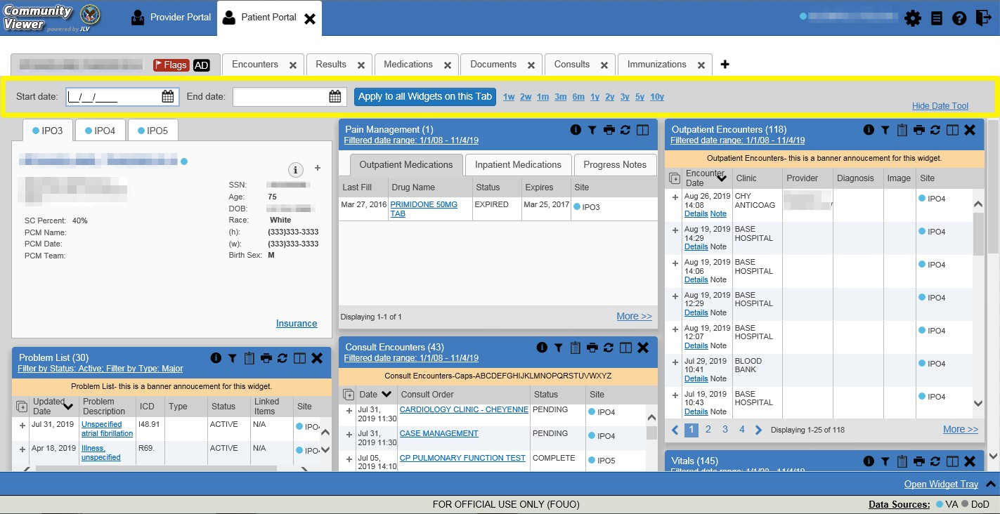 Community
Viewer powered by JLV
Provider Portal
Patient Portal
Flags AD
Encounters
Results
Medications
Documents
Consults
Immunizations
Start date: __/__/____ End date: Apply to all Widgets on this Tab 1w 2w 1m 3m 6m 1y 2y 3y 5y 10y
Hide Date Tool
IPO3 IPO4 IPO5
SSN:
Age: 75
DOB:
SC Percent: 40% Race: White
PCM Name: (h): (333)333-3333
PCM Date: (w): (333)333-3333
PCM Team: Birth Sex: M
Insurance
Problem List (30)
Filter by Status: Active; Filter by Type: Major
Problem List- this is a banner annoucement for this widget.
Updated Date Problem Description ICD Type Status Linked Items Site
Jul 31, 2019 Unspecified atrial fibrillation I48.91 ACTIVE N/A IPO4
Apr 18, 2019 Illness, unspecified R69. ACTIVE N/A IPO4
Pain Management (1)
Filtered date range: 1/1/08 - 11/4/19
Outpatient Medications Inpatient Medications Progress Notes
Last Fill Drug Name Status Expires Site
Mar 27, 2016 PRIMIDONE 50MG TAB EXPIRED Mar 25, 2017 IPO3
Displaying 1-1 of 1 More >>
Consult Encounters (43)
Filtered date range: 1/1/08 - 11/4/19
Consult Encounters-Caps-ABCDEFGHIJKLMNOPQRSTUVWXYZ
Date Consult Order Status Site
Jul 31, 2019 11:30 CARDIOLOGY CLINIC - CHEYENNE PENDING IPO4
Jul 31, 2019 11:30 CASE MANAGEMENT PENDING IPO4
Jul 05, 2019 14:10 CP PULMONARY FUNCTION TEST COMPLETE IPO5
Outpatient Encounters (118)
Filtered date range: 1/1/08 - 11/4/19
Outpatient Encounters- this is a banner annoucement for this widget.
Encounter Date Clinic Provider Diagnosis Image Site
Aug 26, 2019 14:08 CHY ANTICOAG IPO4
Details Note
Aug 19, 2019 14:29 BASE HOSPITAL IPO4
Details Note
Aug 19, 2019 14:06 BASE HOSPITAL IPO4
Details Note
Aug 19, 2019 12:29 BASE HOSPITAL IPO4
Details Note
Aug 19, 2019 12:07 BASE HOSPITAL IPO4
Details Note
Jul 29, 2019 10:41 BLOOD BANK IPO4
Details Note
Jul 19, 2019 10:43 BASE HOSPITAL IPO4
Details Note
1 2 3 4 Displaying 1-25 of 118 More >>
Vitals (145)
Filtered date range: 1/1/08 - 11/4/19
Open Widget Tray
FOR OFFICIAL USE ONLY (FOUO)
Data Sources: VA DoD